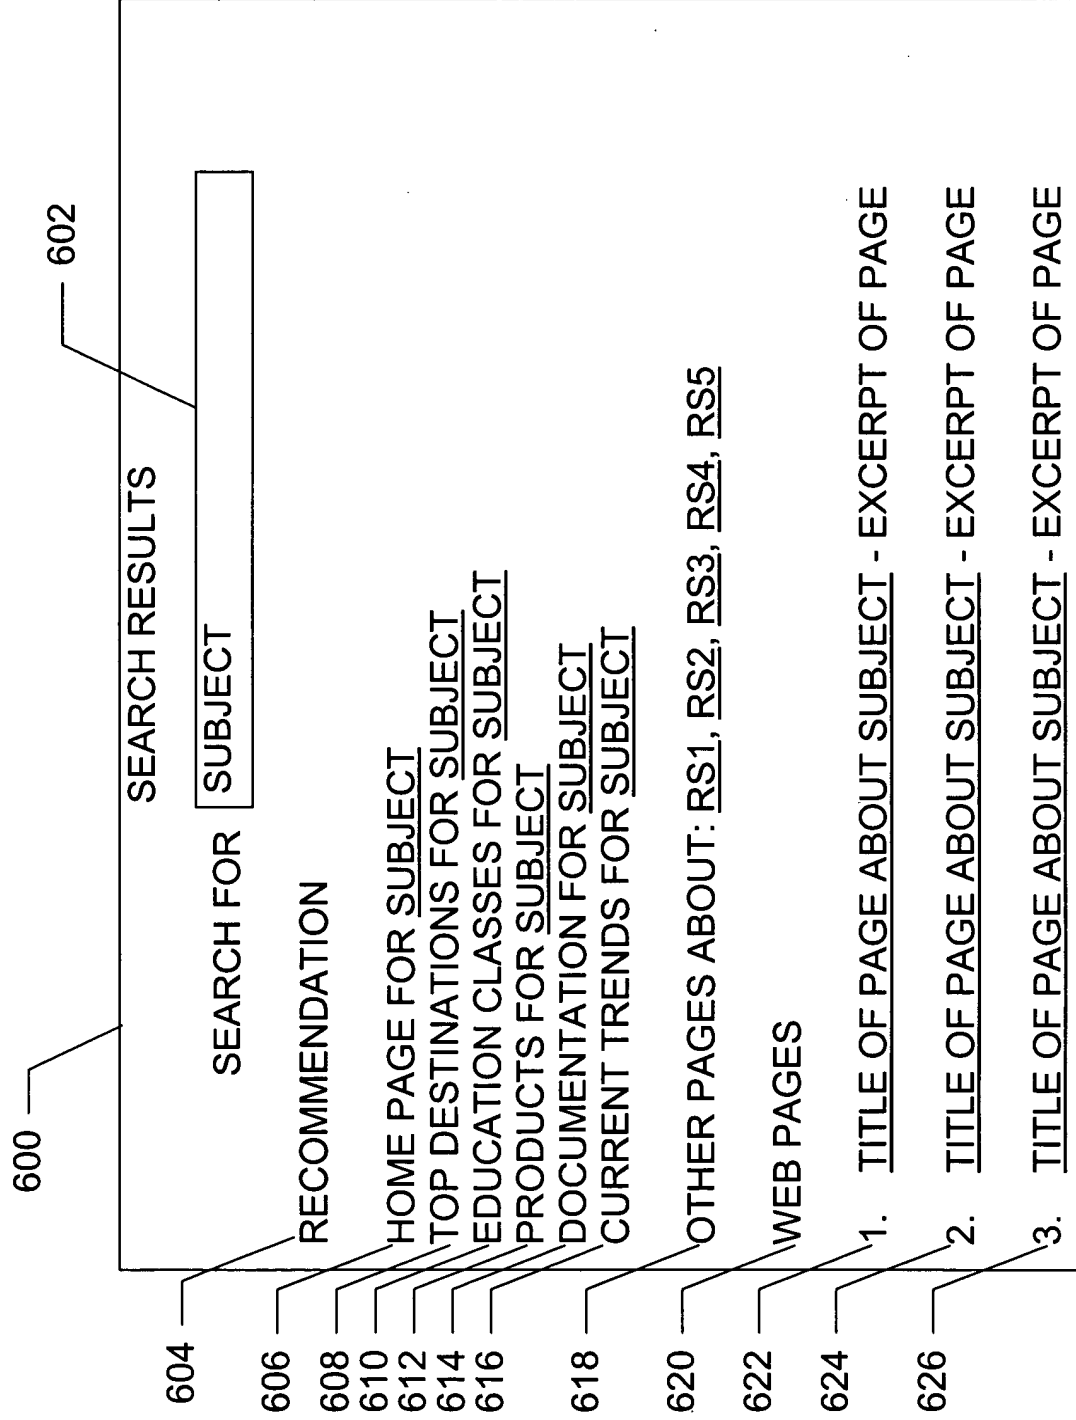 600
602
SEARCH RESULTS
SEARCH FOR SUBJECT
604 RECOMMENDATION
606 HOME PAGE FOR SUBJECT
608 TOP DESTINATIONS FOR SUBJECT
610 EDUCATION CLASSES FOR SUBJECT
612 PRODUCTS FOR SUBJECT
614 DOCUMENTATION FOR SUBJECT
616 CURRENT TRENDS FOR SUBJECT
618 OTHER PAGES ABOUT: RS1, RS2, RS3, RS4, RS5
620 WEB PAGES
622 1. TITLE OF PAGE ABOUT SUBJECT - EXCERPT OF PAGE
624 2. TITLE OF PAGE ABOUT SUBJECT - EXCERPT OF PAGE
626 3. TITLE OF PAGE ABOUT SUBJECT - EXCERPT OF PAGE